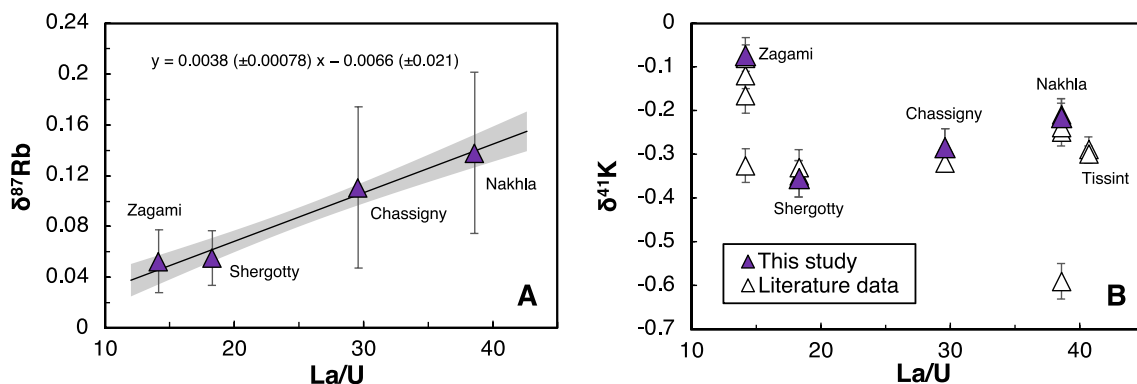 0.24
0.2
0.16
0.12
0.08
0.04
0
δ⁸⁷Rb
y = 0.0038 (±0.00078) x – 0.0066 (±0.021)
Zagami
Shergotty
Chassigny
Nakhla
A
10
20
30
40
La/U
0
-0.1
-0.2
-0.3
-0.4
-0.5
-0.6
-0.7
δ⁴¹K
Zagami
Shergotty
Chassigny
Nakhla
Tissint
This study
Literature data
B
10
20
30
40
La/U